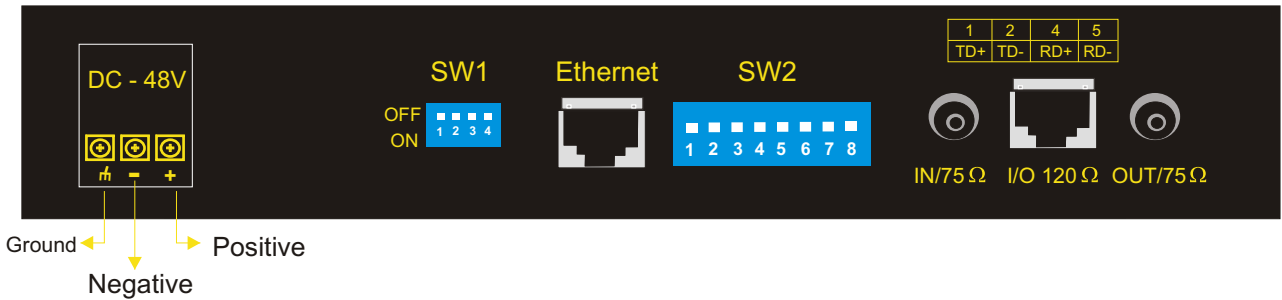 DC - 48V
+
Ground
Negative
Positive
SW1
OFF
ON
1 2 3 4
Ethernet
SW2
1 2 3 4 5 6 7 8
1 2 4 5
TD+ TD- RD+ RD-
IN/75 Ω I/O 120 Ω OUT/75 Ω